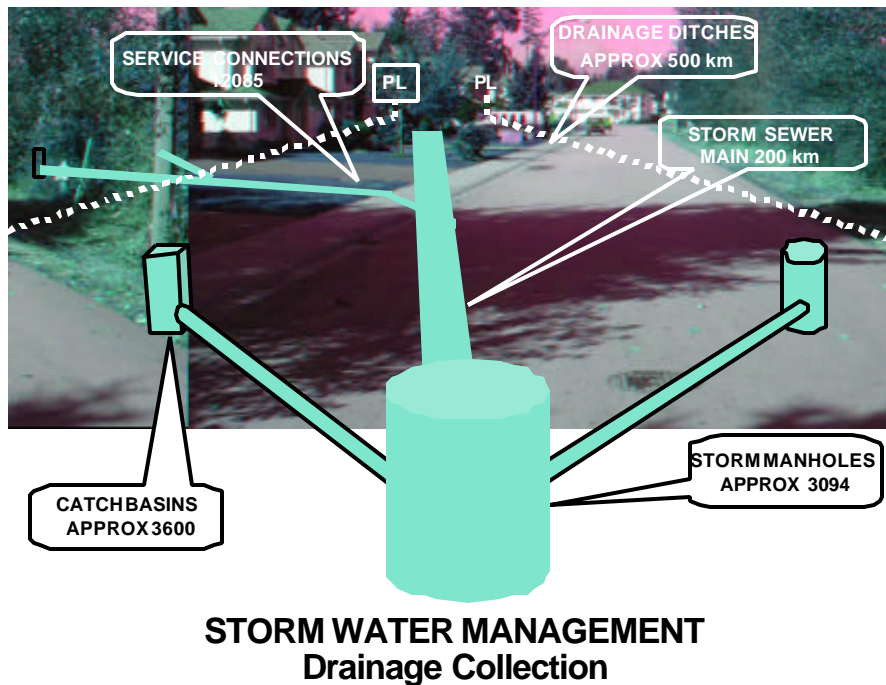 SERVICE CONNECTIONS
12085
PL
PL
DRAINAGE DITCHES
APPROX 500 km
STORM SEWER
MAIN 200 km
CATCH BASINS
APPROX 3600
STORM MANHOLES
APPROX 3094
STORM WATER MANAGEMENT
Drainage Collection